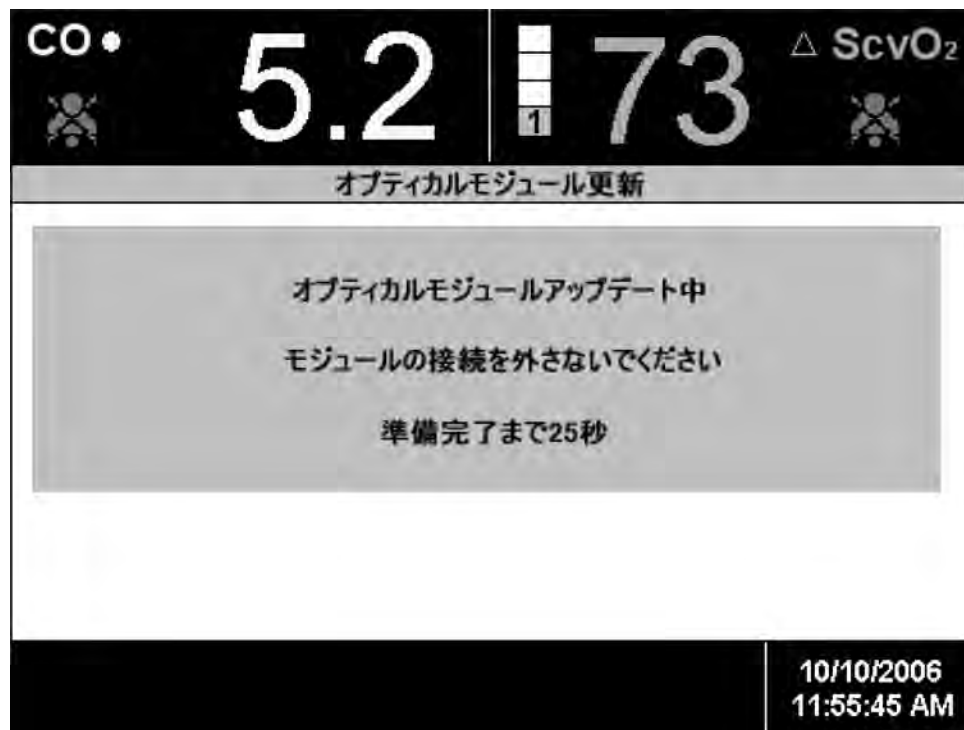 CO
5.2
1
73
△ ScvO₂
オプティカルモジュール更新
オプティカルモジュールアップデート中
モジュールの接続を外さないでください
準備完了まで25秒
10/10/2006
11:55:45 AM